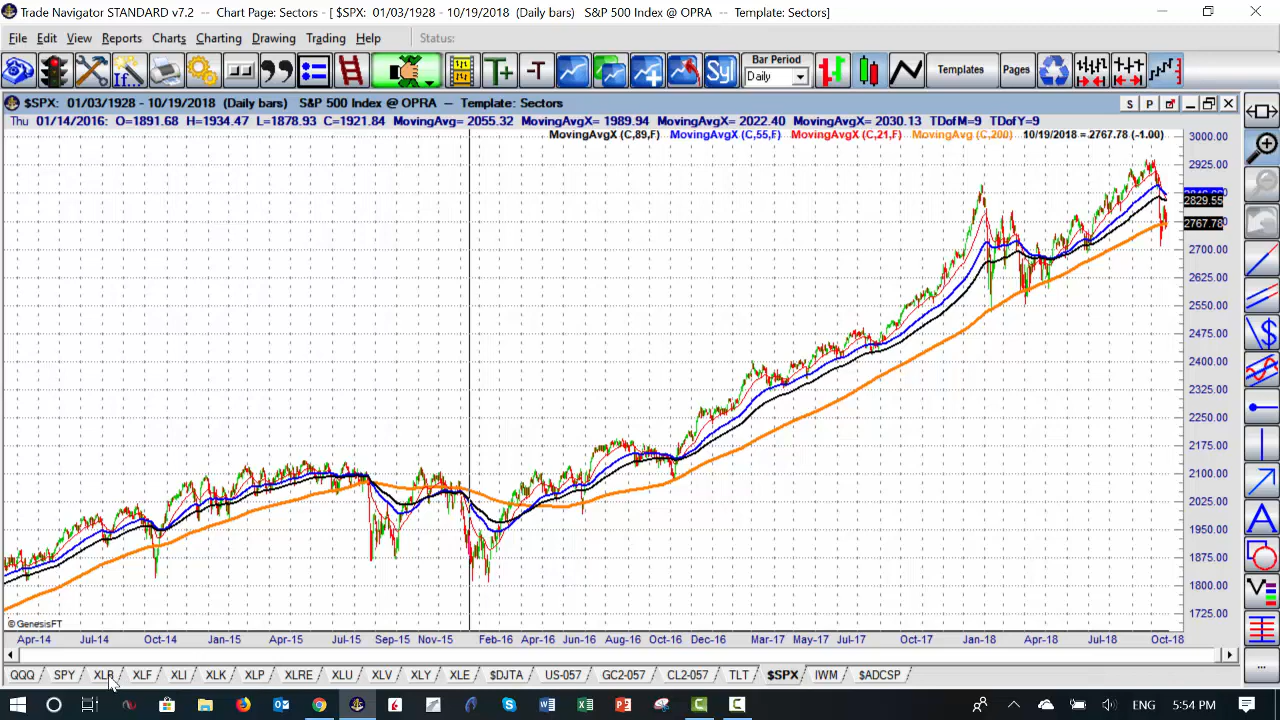 Trade Navigator STANDARD v7.2 -- Chart Page: Sectors - [ $SPX: 01/03/1928 - 10/19/2018 (Daily bars) S&P 500 Index @ OPRA -- Template: Sectors]
File Edit View Reports Charts Charting Drawing Trading Help Status:
If... T+ -T Syl Bar Period Daily Templates Pages
$SPX: 01/03/1928 - 10/19/2018 (Daily bars) S&P 500 Index @ OPRA -- Template: Sectors S P
Thu 01/14/2016: O=1891.68 H=1934.47 L=1878.93 C=1921.84 MovingAvg= 2055.32 MovingAvgX= 1989.94 MovingAvgX= 2022.40 MovingAvgX= 2030.13 TDofM=9 TDofY=9
MovingAvgX (C,89,F) MovingAvgX (C,55,F) MovingAvgX (C,21,F) MovingAvg (C,200) 10/19/2018 = 2767.78 (-1.00)
3000.00
2925.00
2829.55
2767.78
2700.00
2625.00
2550.00
2475.00
2400.00
2325.00
2250.00
2175.00
2100.00
2025.00
1950.00
1875.00
1800.00
1725.00
© GenesisFT
Apr-14 Jul-14 Oct-14 Jan-15 Apr-15 Jul-15 Sep-15 Nov-15 Feb-16 Apr-16 Jun-16 Aug-16 Oct-16 Dec-16 Mar-17 May-17 Jul-17 Oct-17 Jan-18 Apr-18 Jul-18 Oct-18
QQQ SPY XLB XLF XLI XLK XLP XLRE XLU XLV XLY XLE $DJTA US-057 GC2-057 CL2-057 TLT $SPX IWM $ADCSP
5:54 PM